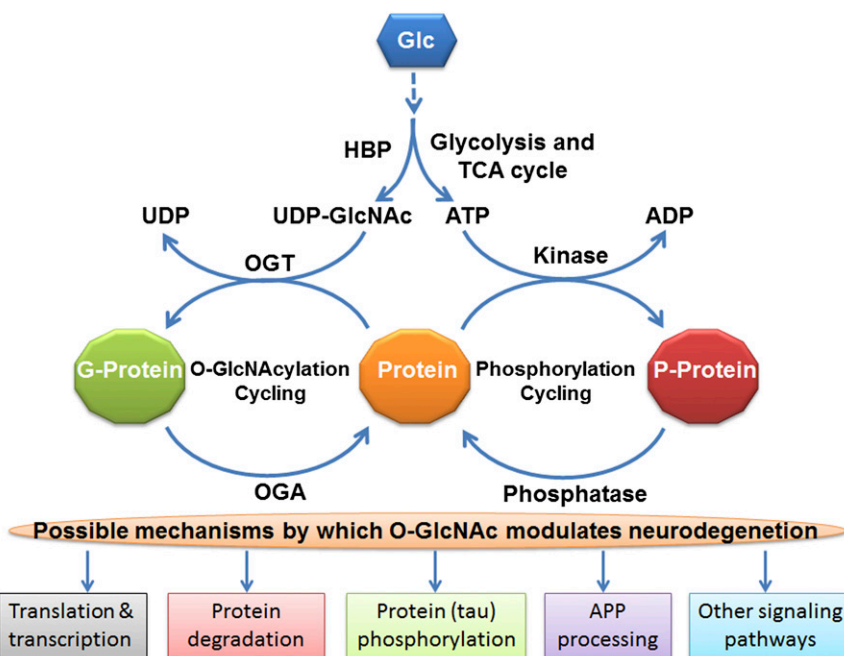 Glc
HBP
Glycolysis and
TCA cycle
UDP
UDP-GlcNAc
ATP
ADP
OGT
Kinase
G-Protein
O-GlcNAcylation
Cycling
Protein
Phosphorylation
Cycling
P-Protein
OGA
Phosphatase
Possible mechanisms by which O-GlcNAc modulates neurodegenetion
Translation &
transcription
Protein
degradation
Protein (tau)
phosphorylation
APP
processing
Other signaling
pathways